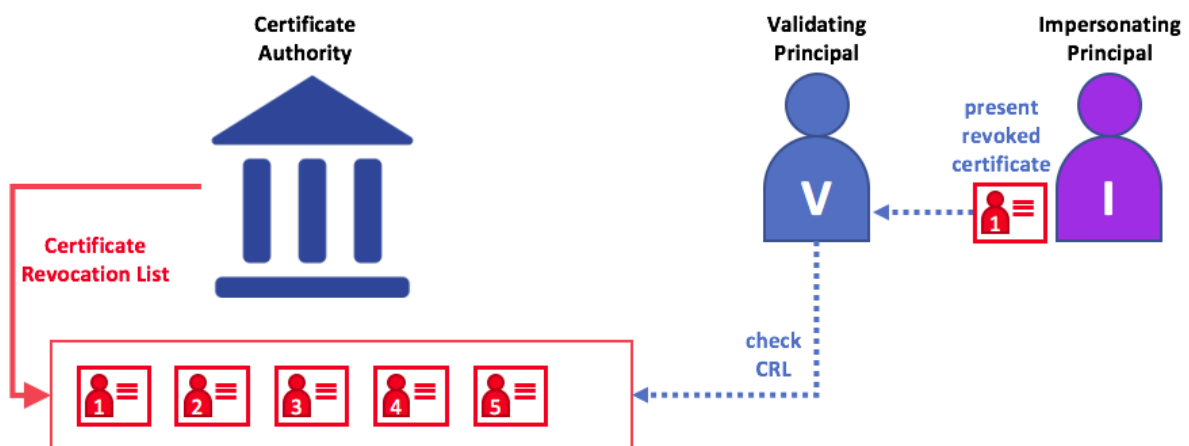 Certificate
Authority
Validating
Principal
Impersonating
Principal
present
revoked
certificate
V
1
I
Certificate
Revocation List
check
CRL
1 2 3 4 5